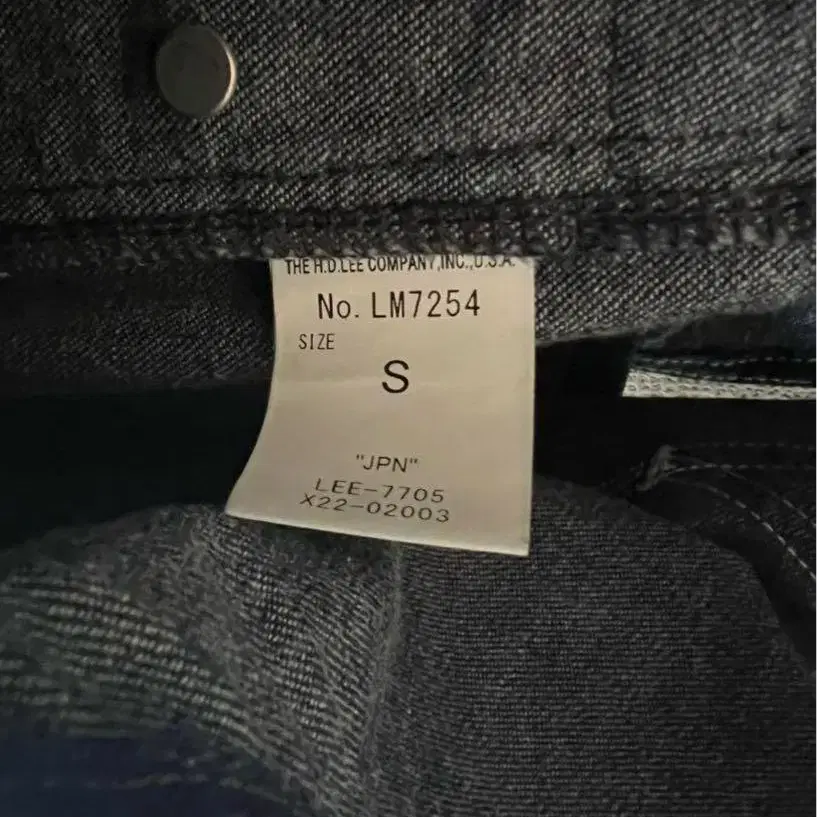 THE H.D.LEE COMPANY,INC.,U.S.A.
No. LM7254
SIZE
S
"JPN"
LEE-7705
X22-02003